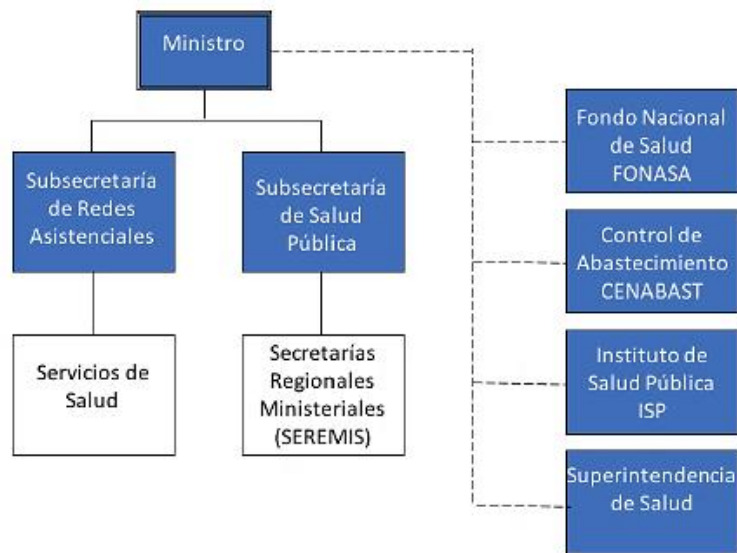 Ministro
Subsecretaría
de Redes
Asistenciales
Subsecretaría
de Salud
Pública
Servicios de
Salud
Secretarías
Regionales
Ministeriales
(SEREMIS)
Fondo Nacional
de Salud
FONASA
Control de
Abastecimiento
CENABAST
Instituto de
Salud Pública
ISP
Superintendencia
de Salud